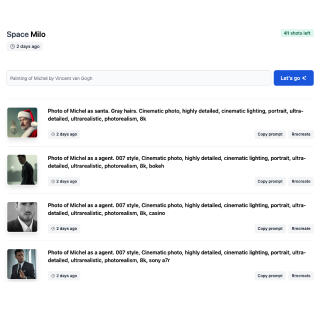 Space Milo
41 shots left
2 days ago
Painting of Michel by Vincent van Gogh
Let's go
Photo of Michel as santa. Gray hairs. Cinematic photo, highly detailed, cinematic lighting, portrait, ultra-
detailed, ultrarealistic, photorealism, 8k
2 days ago
Copy prompt
Recreate
Photo of Michel as a agent. 007 style, Cinematic photo, highly detailed, cinematic lighting, portrait, ultra-
detailed, ultrarealistic, photorealism, 8k, bokeh
2 days ago
Copy prompt
Recreate
Photo of Michel as a agent. 007 style, Cinematic photo, highly detailed, cinematic lighting, portrait, ultra-
detailed, ultrarealistic, photorealism, 8k, casino
2 days ago
Copy prompt
Recreate
Photo of Michel as a agent. 007 style, Cinematic photo, highly detailed, cinematic lighting, portrait, ultra-
detailed, ultrarealistic, photorealism, 8k, sony a7r
2 days ago
Copy prompt
Recreate